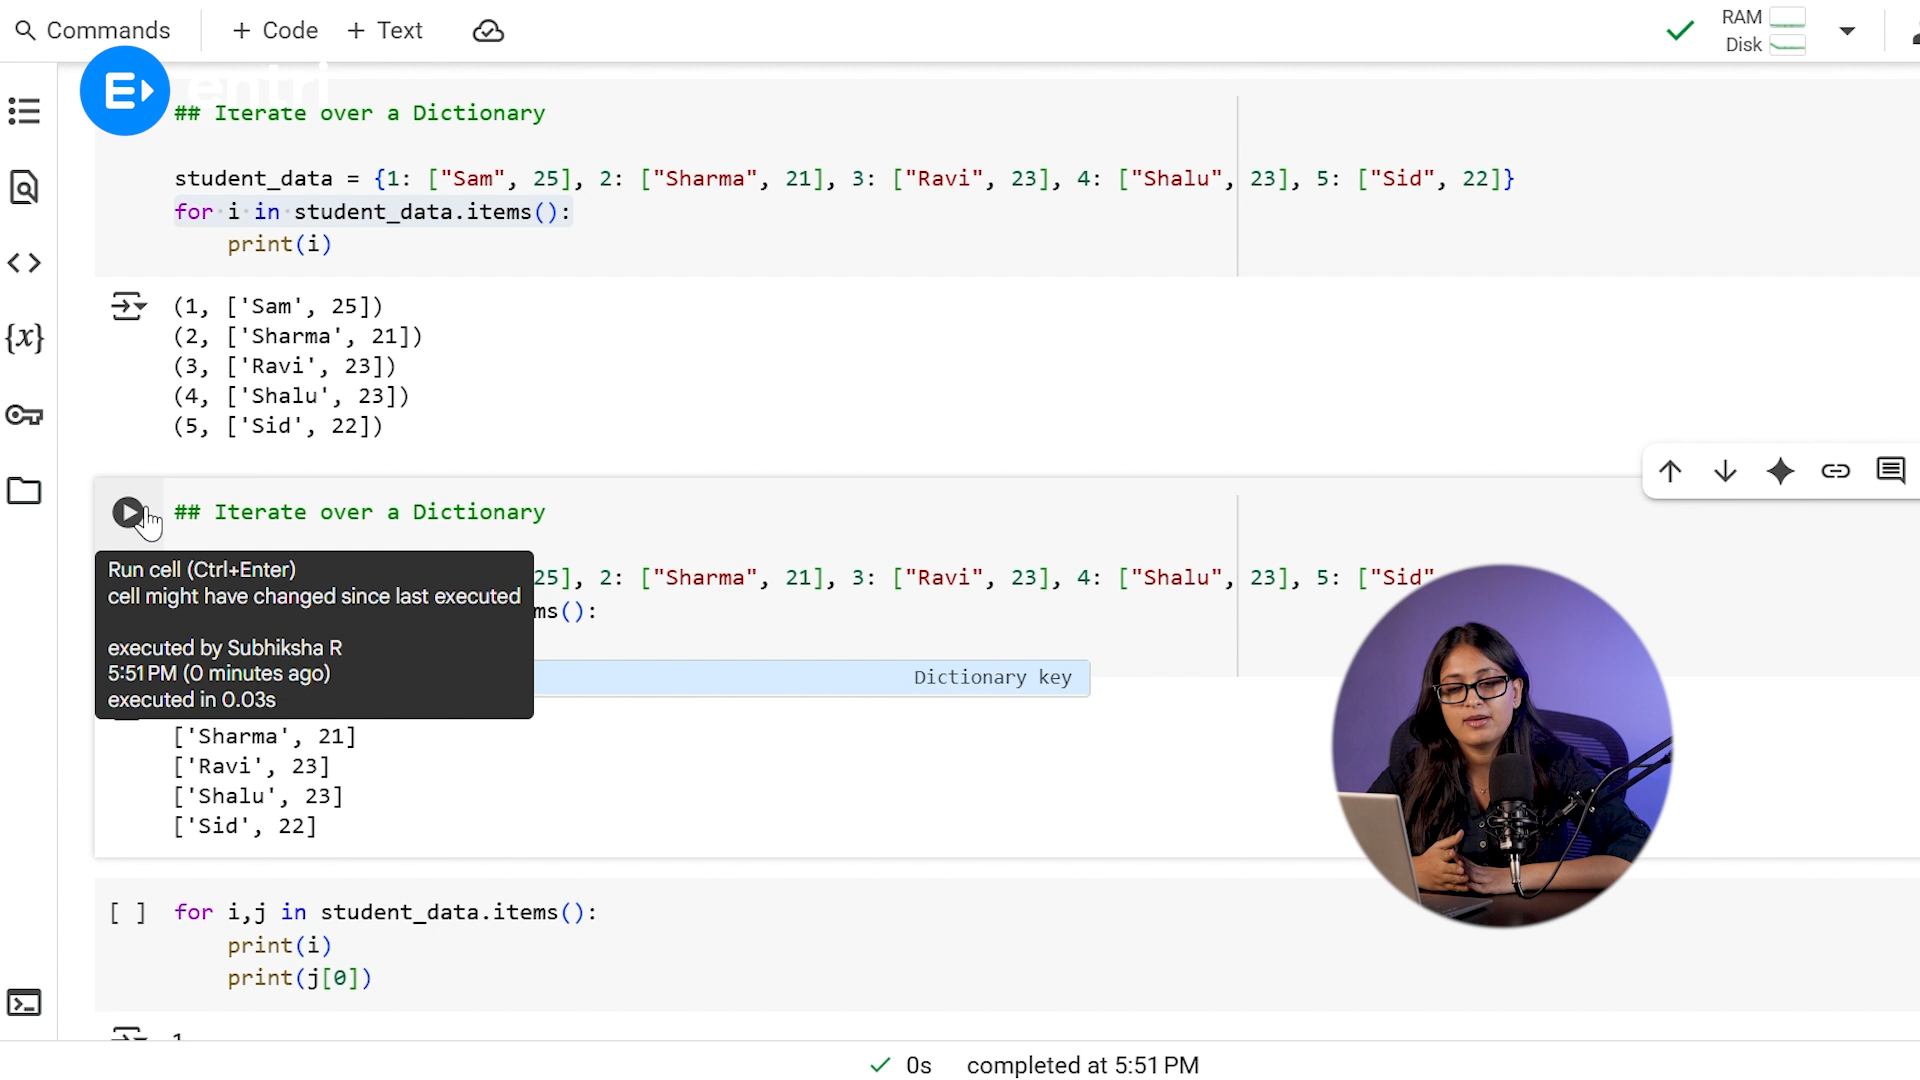 Commands
+ Code
+ Text
RAM
Disk
entri
## Iterate over a Dictionary
student_data = {1: ["Sam", 25], 2: ["Sharma", 21], 3: ["Ravi", 23], 4: ["Shalu", 23], 5: ["Sid", 22]}
for i in student_data.items():
print(i)
(1, ['Sam', 25])
(2, ['Sharma', 21])
(3, ['Ravi', 23])
(4, ['Shalu', 23])
(5, ['Sid', 22])
## Iterate over a Dictionary
25], 2: ["Sharma", 21], 3: ["Ravi", 23], 4: ["Shalu", 23], 5: ["Sid"
ms():
Run cell (Ctrl+Enter)
cell might have changed since last executed
executed by Subhiksha R
5:51 PM (0 minutes ago)
executed in 0.03s
Dictionary key
['Sharma', 21]
['Ravi', 23]
['Shalu', 23]
['Sid', 22]
[ ] for i,j in student_data.items():
print(i)
print(j[0])
1
0s completed at 5:51 PM